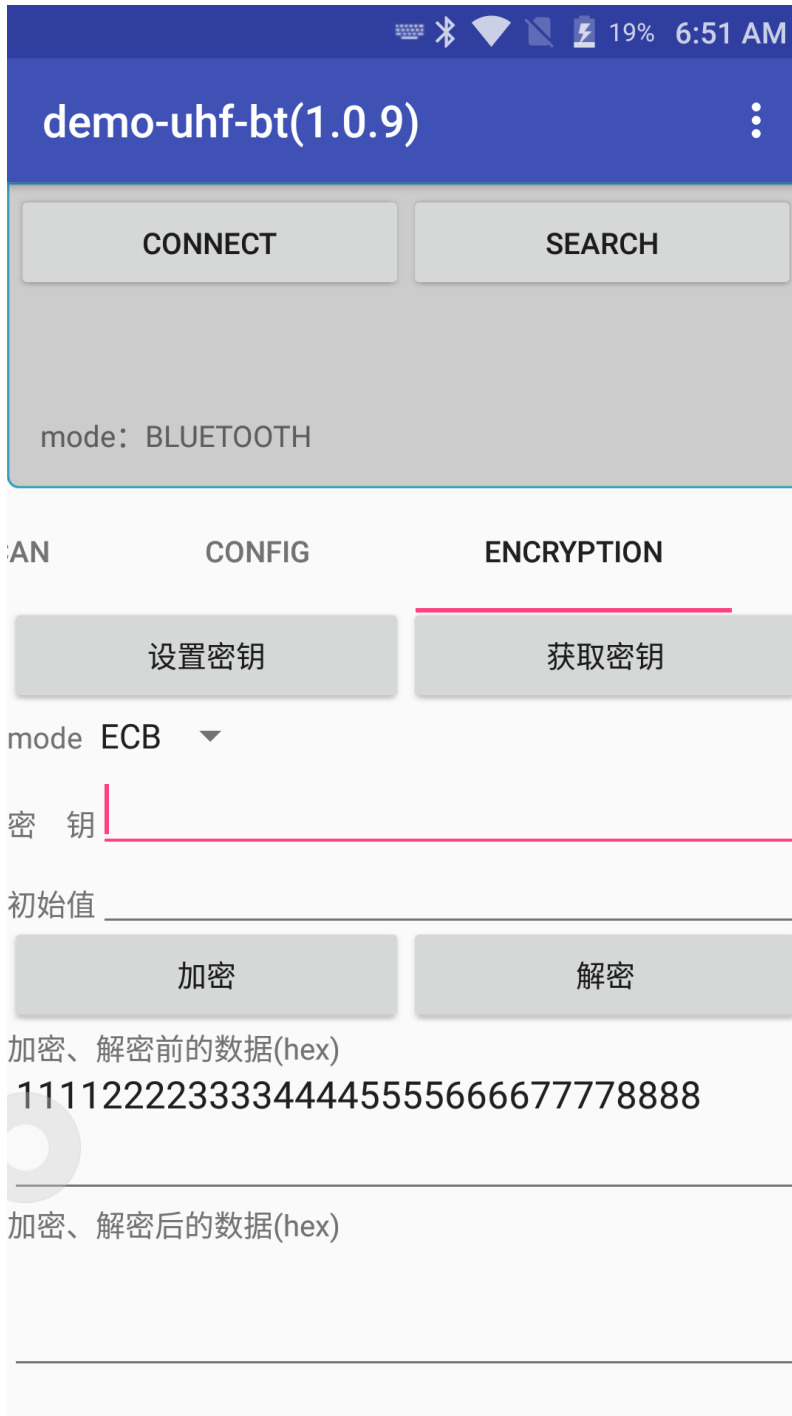 19% 6:51 AM
demo-uhf-bt(1.0.9)
CONNECT SEARCH
mode：BLUETOOTH
AN CONFIG ENCRYPTION
设置密钥 获取密钥
mode ECB
密 钥
初始值
加密 解密
加密、解密前的数据(hex)
11112222333344445555666677778888
加密、解密后的数据(hex)